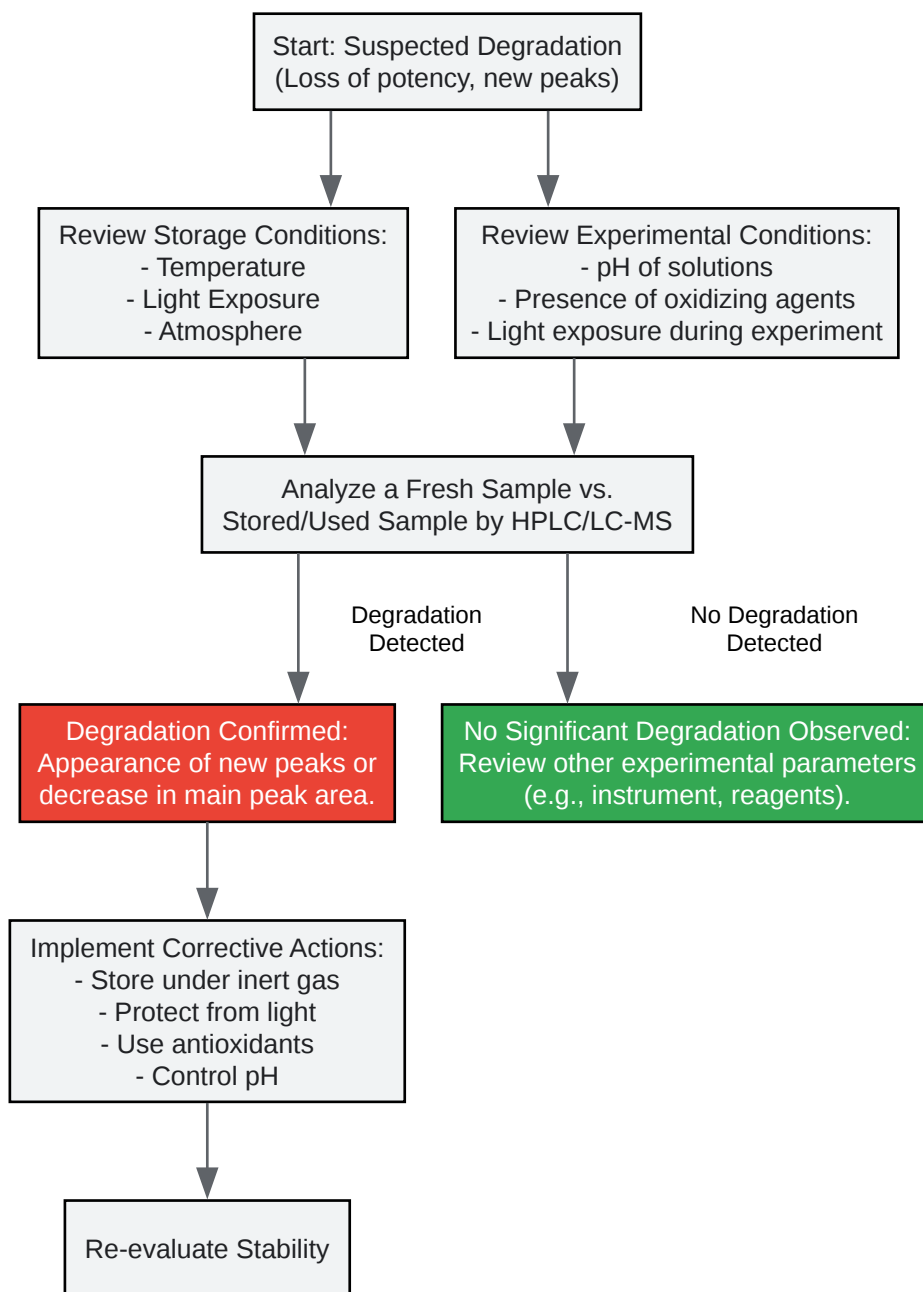 Start: Suspected Degradation
(Loss of potency, new peaks)
Review Storage Conditions:
- Temperature
- Light Exposure
- Atmosphere
Review Experimental Conditions:
- pH of solutions
- Presence of oxidizing agents
- Light exposure during experiment
Analyze a Fresh Sample vs.
Stored/Used Sample by HPLC/LC-MS
Degradation
Detected
No Degradation
Detected
Degradation Confirmed:
Appearance of new peaks or
decrease in main peak area.
No Significant Degradation Observed:
Review other experimental parameters
(e.g., instrument, reagents).
Implement Corrective Actions:
- Store under inert gas
- Protect from light
- Use antioxidants
- Control pH
Re-evaluate Stability